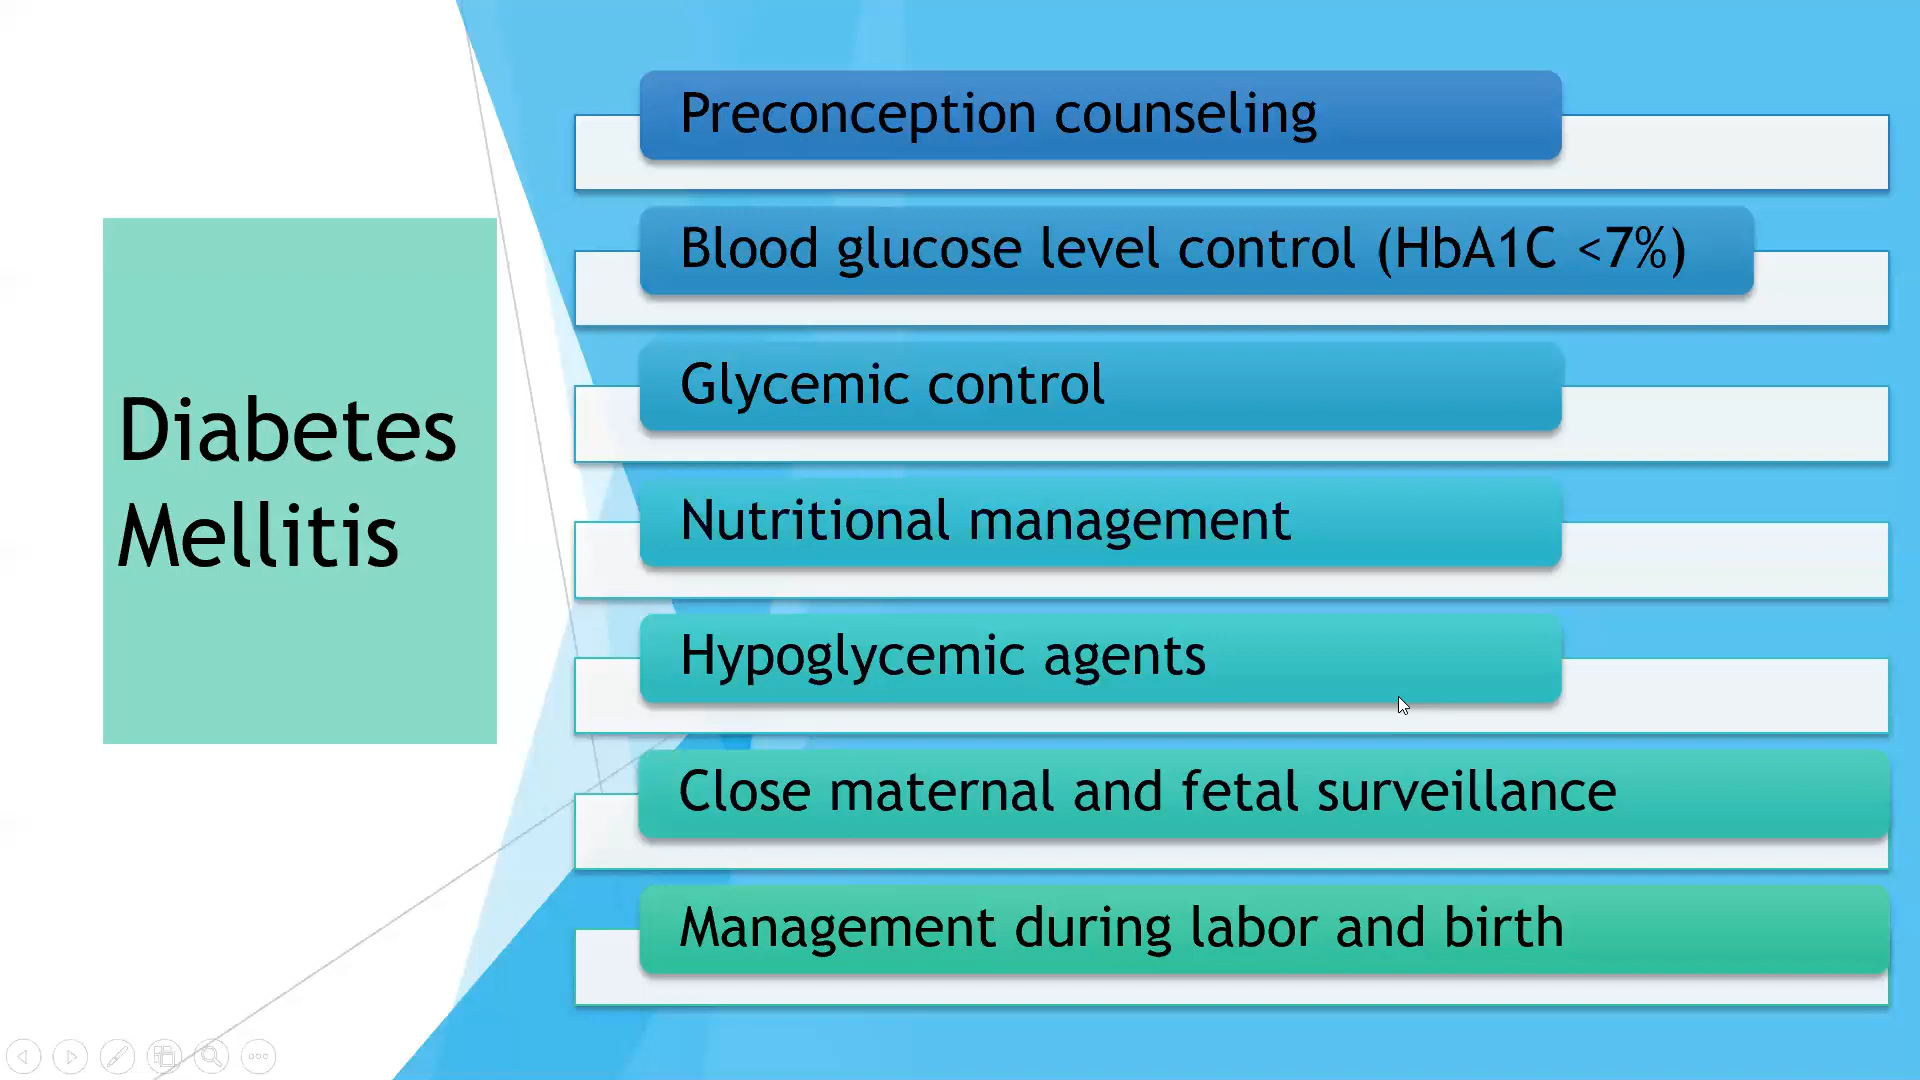 Diabetes
Mellitis
Preconception counseling
Blood glucose level control (HbA1C <7%)
Glycemic control
Nutritional management
Hypoglycemic agents
Close maternal and fetal surveillance
Management during labor and birth